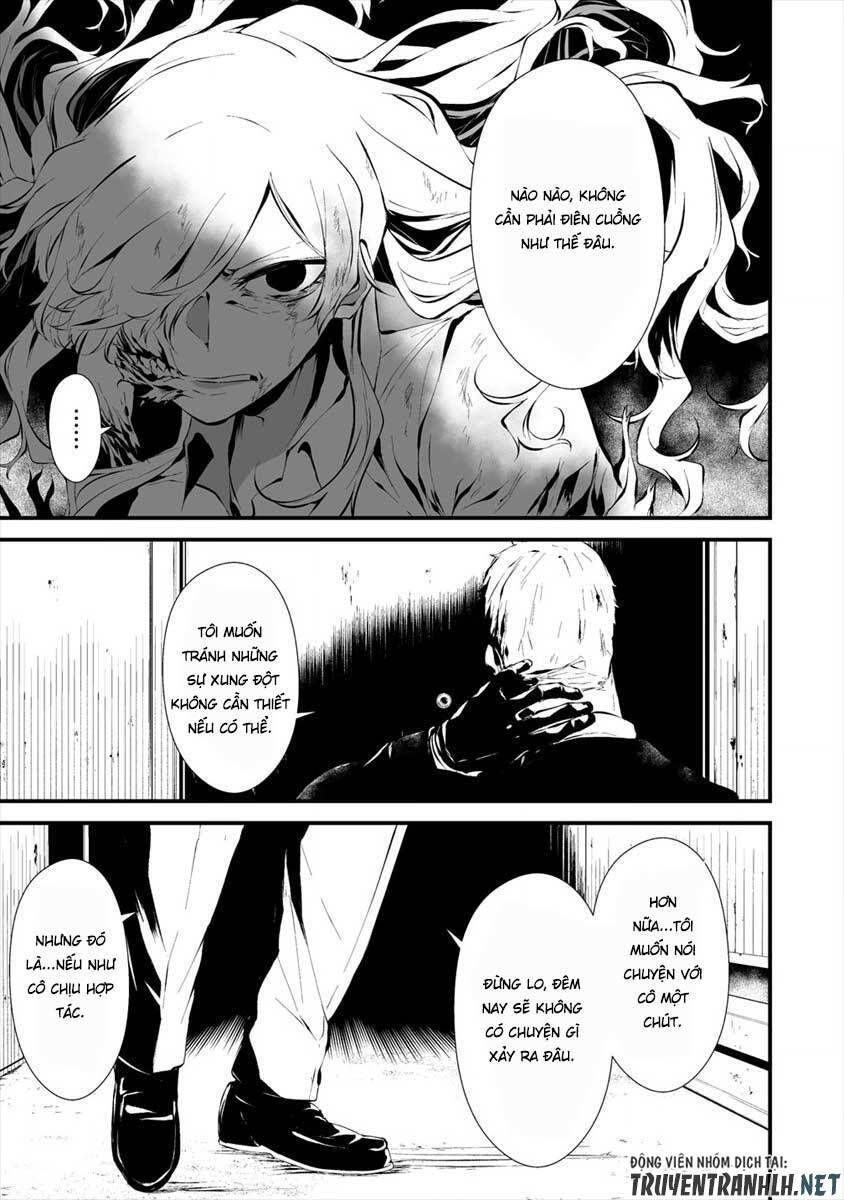 NÀO NÀO, KHÔNG
CẦN PHẢI ĐIÊN CUỒNG
NHƯ THẾ ĐÂU.
......
TÔI MUỐN
TRÁNH NHỮNG
SỰ XUNG ĐỘT
KHÔNG CẦN THIẾT
NẾU CÓ THỂ.
HƠN
NỮA...TÔI
MUỐN NÓI
CHUYỆN VỚI
CÔ MỘT
CHÚT.
ĐỪNG LO, ĐÊM
NAY SẼ KHÔNG
CÓ CHUYỆN GÌ
XẢY RA ĐÂU.
NHƯNG ĐÓ
LÀ...NẾU NHƯ
CÔ CHỊU HỢP
TÁC.
ĐỘNG VIÊN NHÓM DỊCH TẠI:
TRUYENTRANHLH.NET